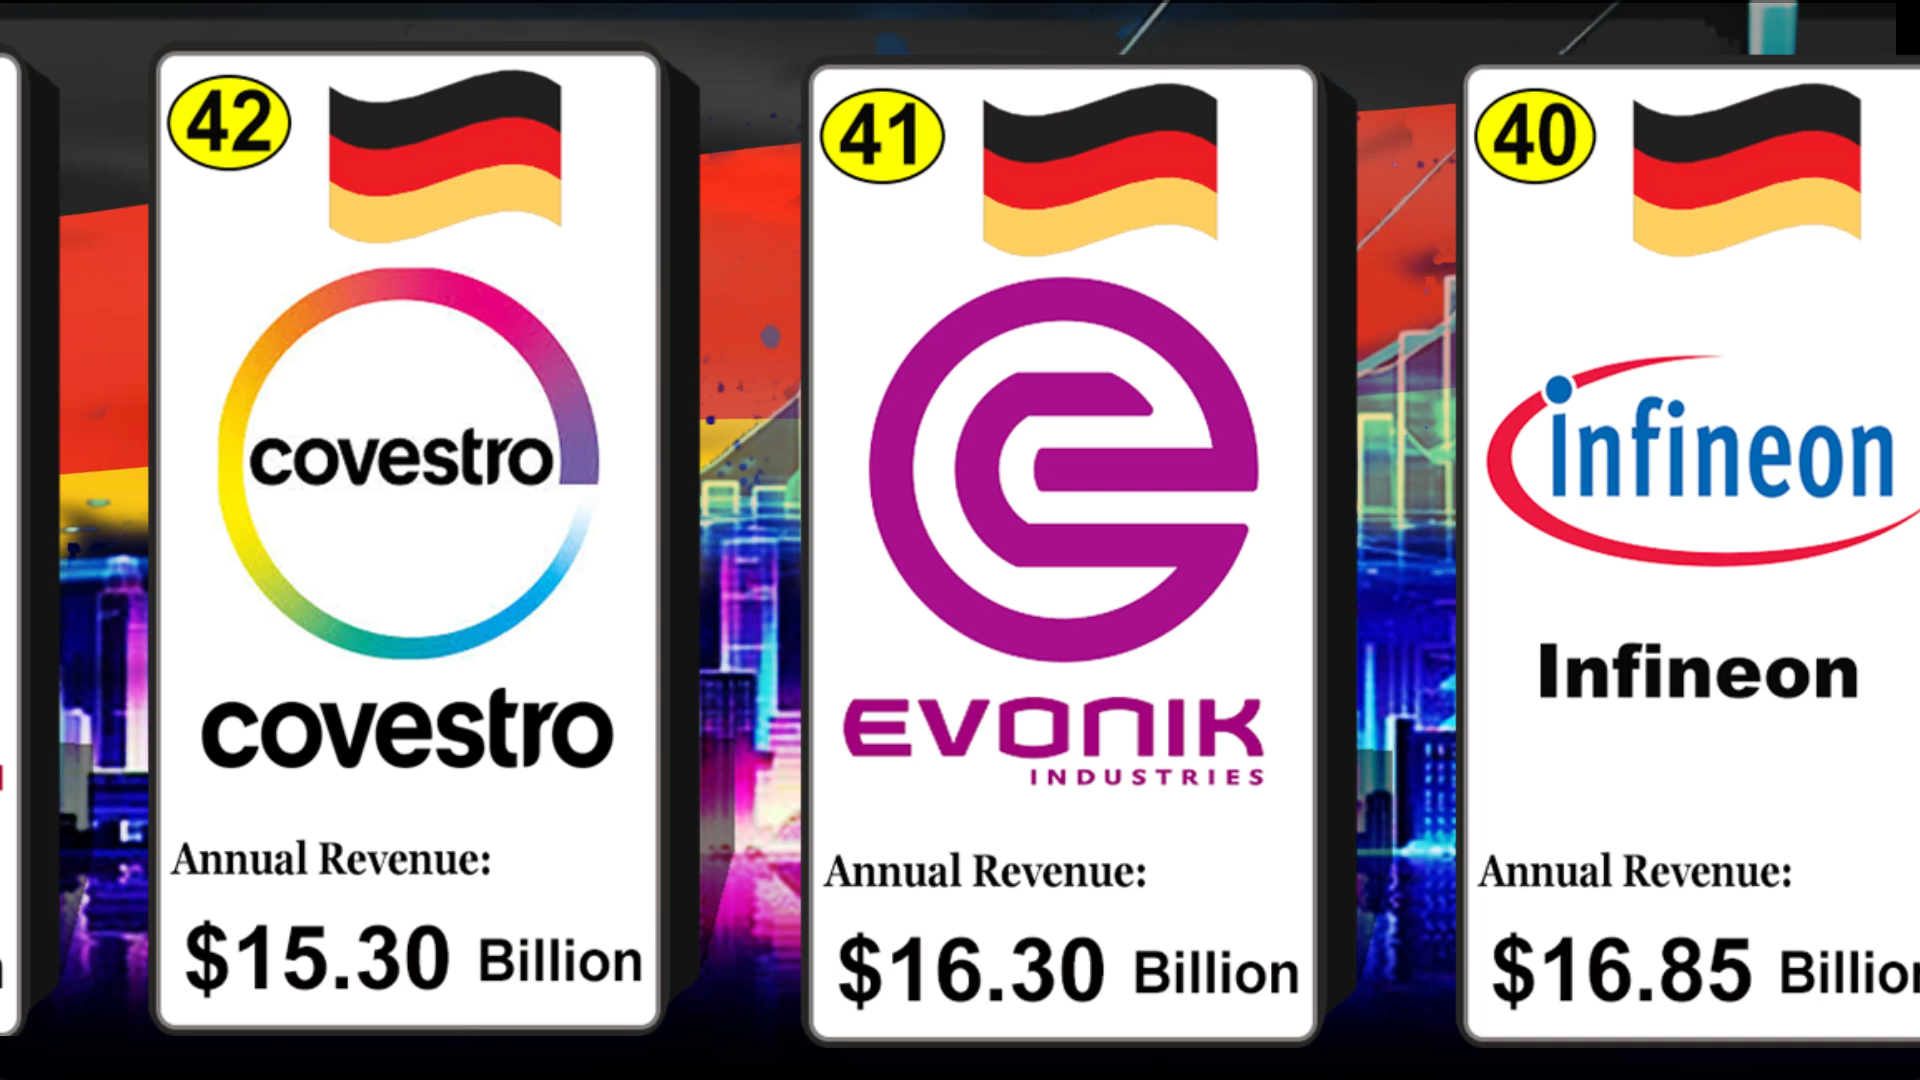 42
covestro
covestro
Annual Revenue:
$15.30 Billion
41
EVONIK
INDUSTRIES
Annual Revenue:
$16.30 Billion
40
infineon
Infineon
Annual Revenue:
$16.85 Billion